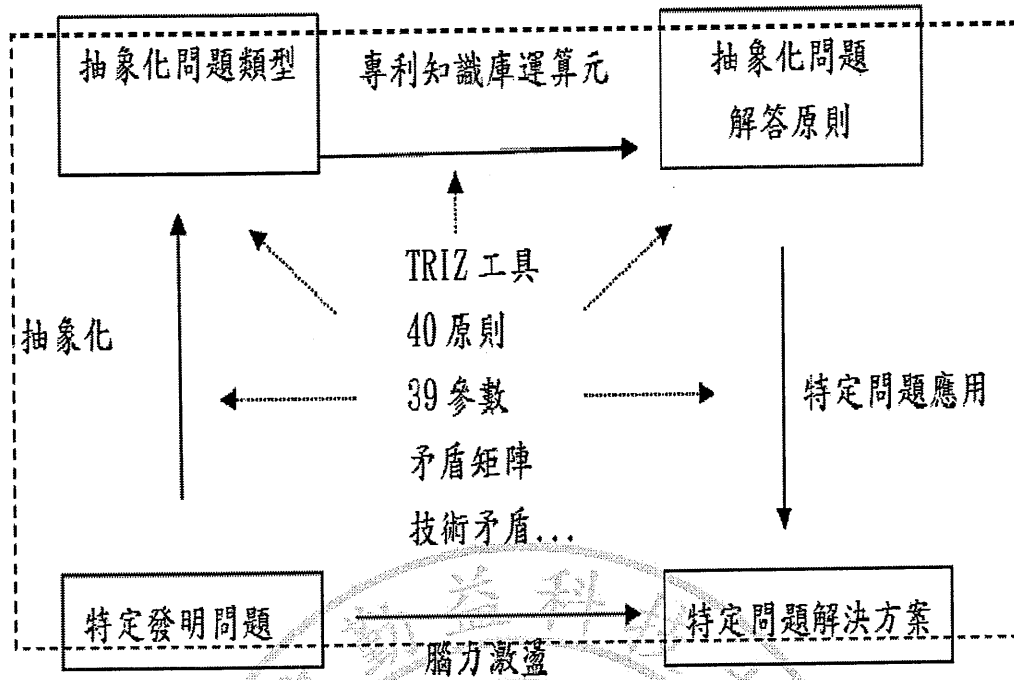 抽象化問題類型
專利知識庫運算元
抽象化問題
解答原則
TRIZ 工具
40 原則
39 參數
矛盾矩陣
技術矛盾...
抽象化
特定問題應用
特定發明問題
腦力激盪
特定問題解決方案
勤益科